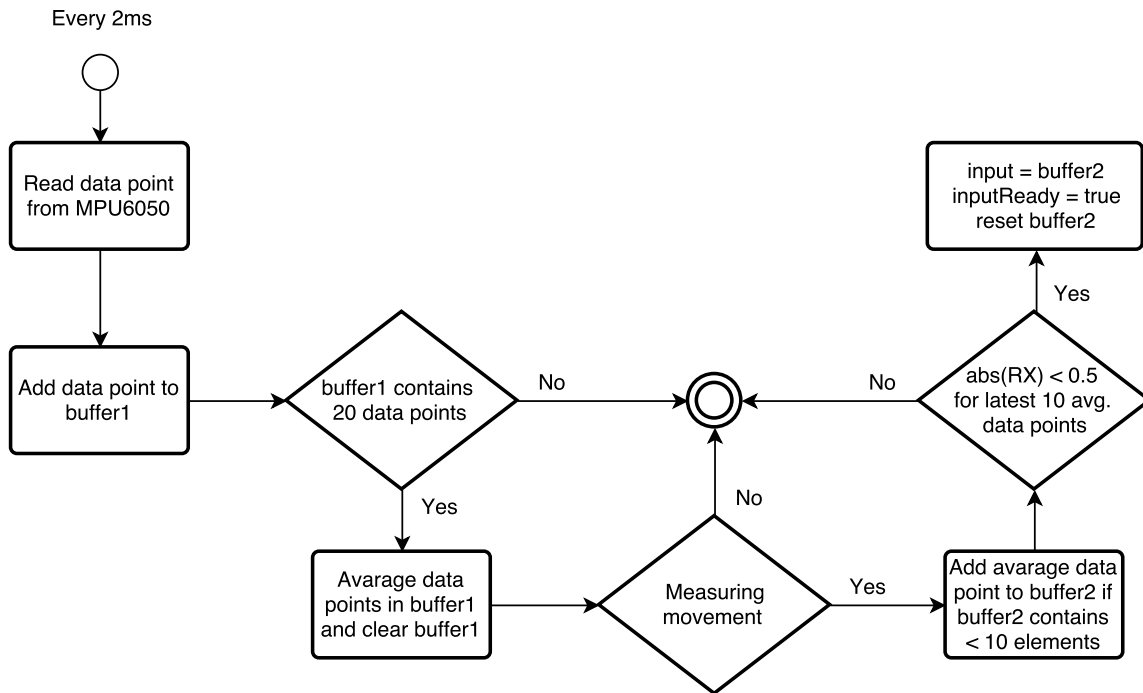 Every 2ms
Read data point
from MPU6050
Add data point to
buffer1
buffer1 contains
20 data points
No
Yes
Avarage data
points in buffer1
and clear buffer1
Measuring
movement
No
Yes
Add avarage data
point to buffer2 if
buffer2 contains
< 10 elements
abs(RX) < 0.5
for latest 10 avg.
data points
No
Yes
input = buffer2
inputReady = true
reset buffer2